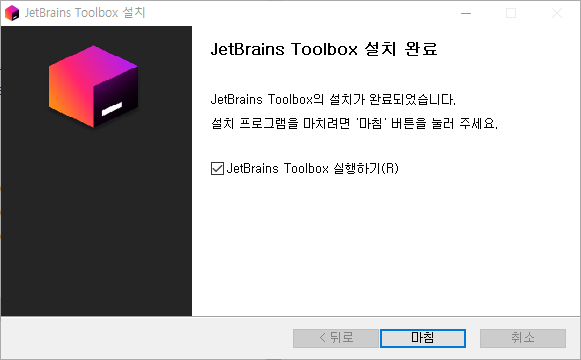 JetBrains Toolbox 설치
JetBrains Toolbox 설치 완료
JetBrains Toolbox의 설치가 완료되었습니다.
설치 프로그램을 마치려면 '마침' 버튼을 눌러 주세요.
JetBrains Toolbox 실행하기(R)
< 뒤로
마침
취소